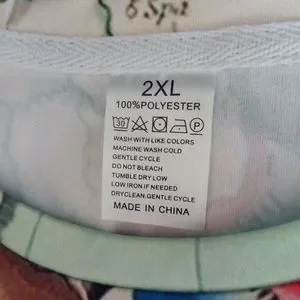 2XL
100%POLYESTER
30 P
WASH WITH LIKE COLORS
MACHINE WASH COLD
GENTLE CYCLE
DO NOT BLEACH
TUMBLE DRY LOW
LOW IRON IF NEEDED
DRYCLEAN.GENTLE CYCLE
MADE IN CHINA